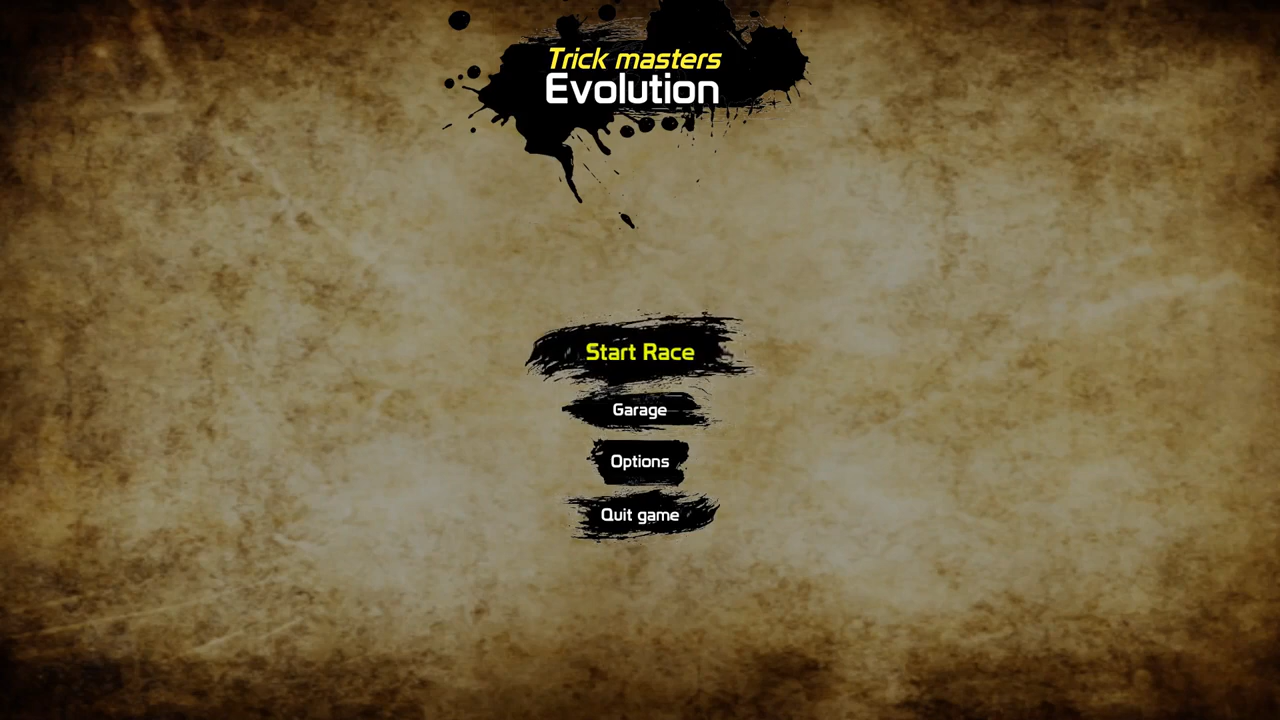 Trick masters
Evolution
Start Race
Garage
Options
Quit game